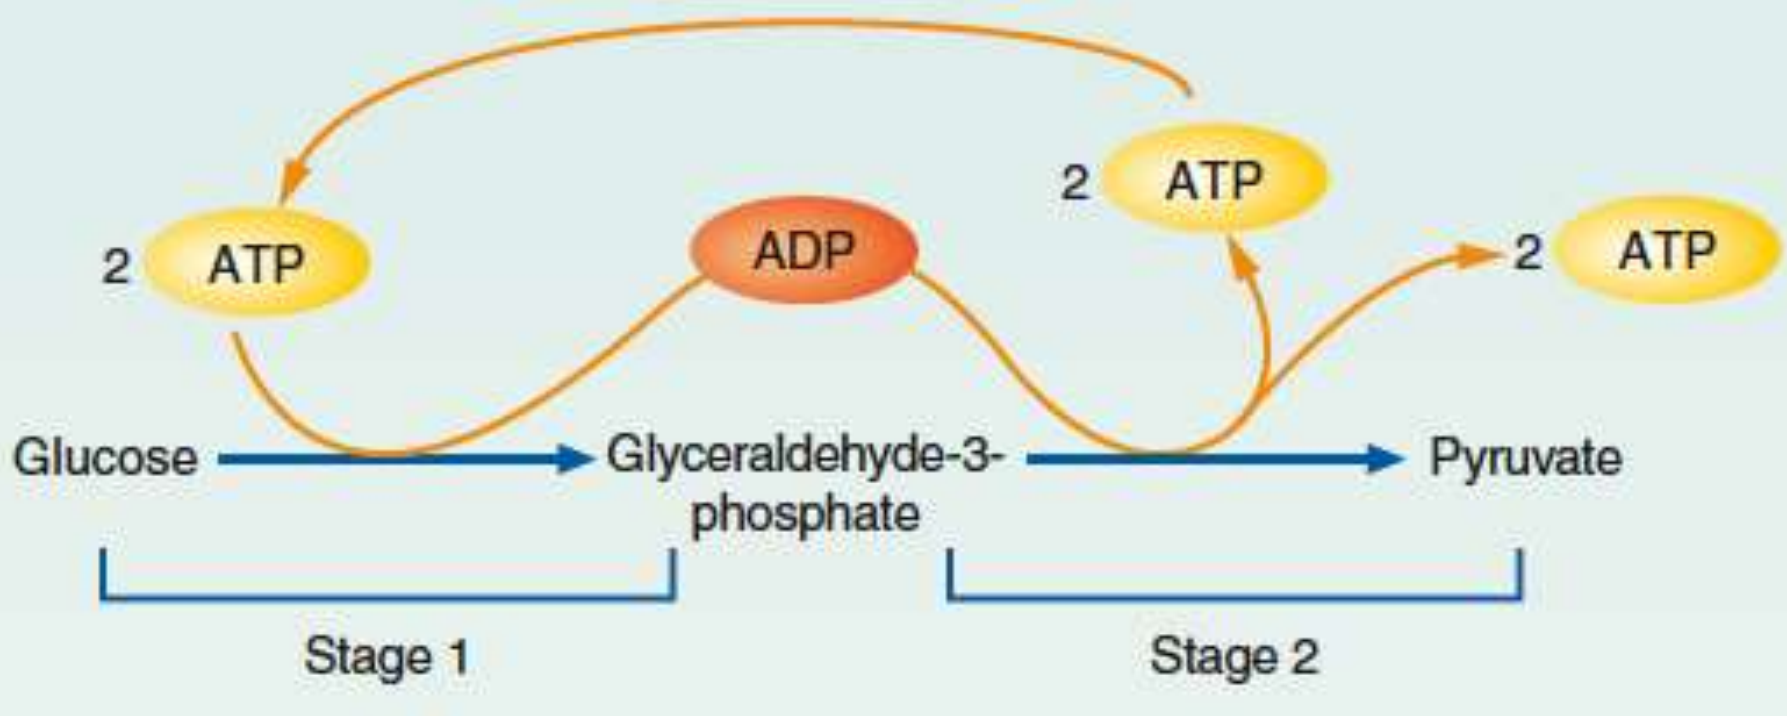 2 ATP
ADP
2 ATP
2 ATP
Glucose
Glyceraldehyde-3-
phosphate
Pyruvate
Stage 1
Stage 2